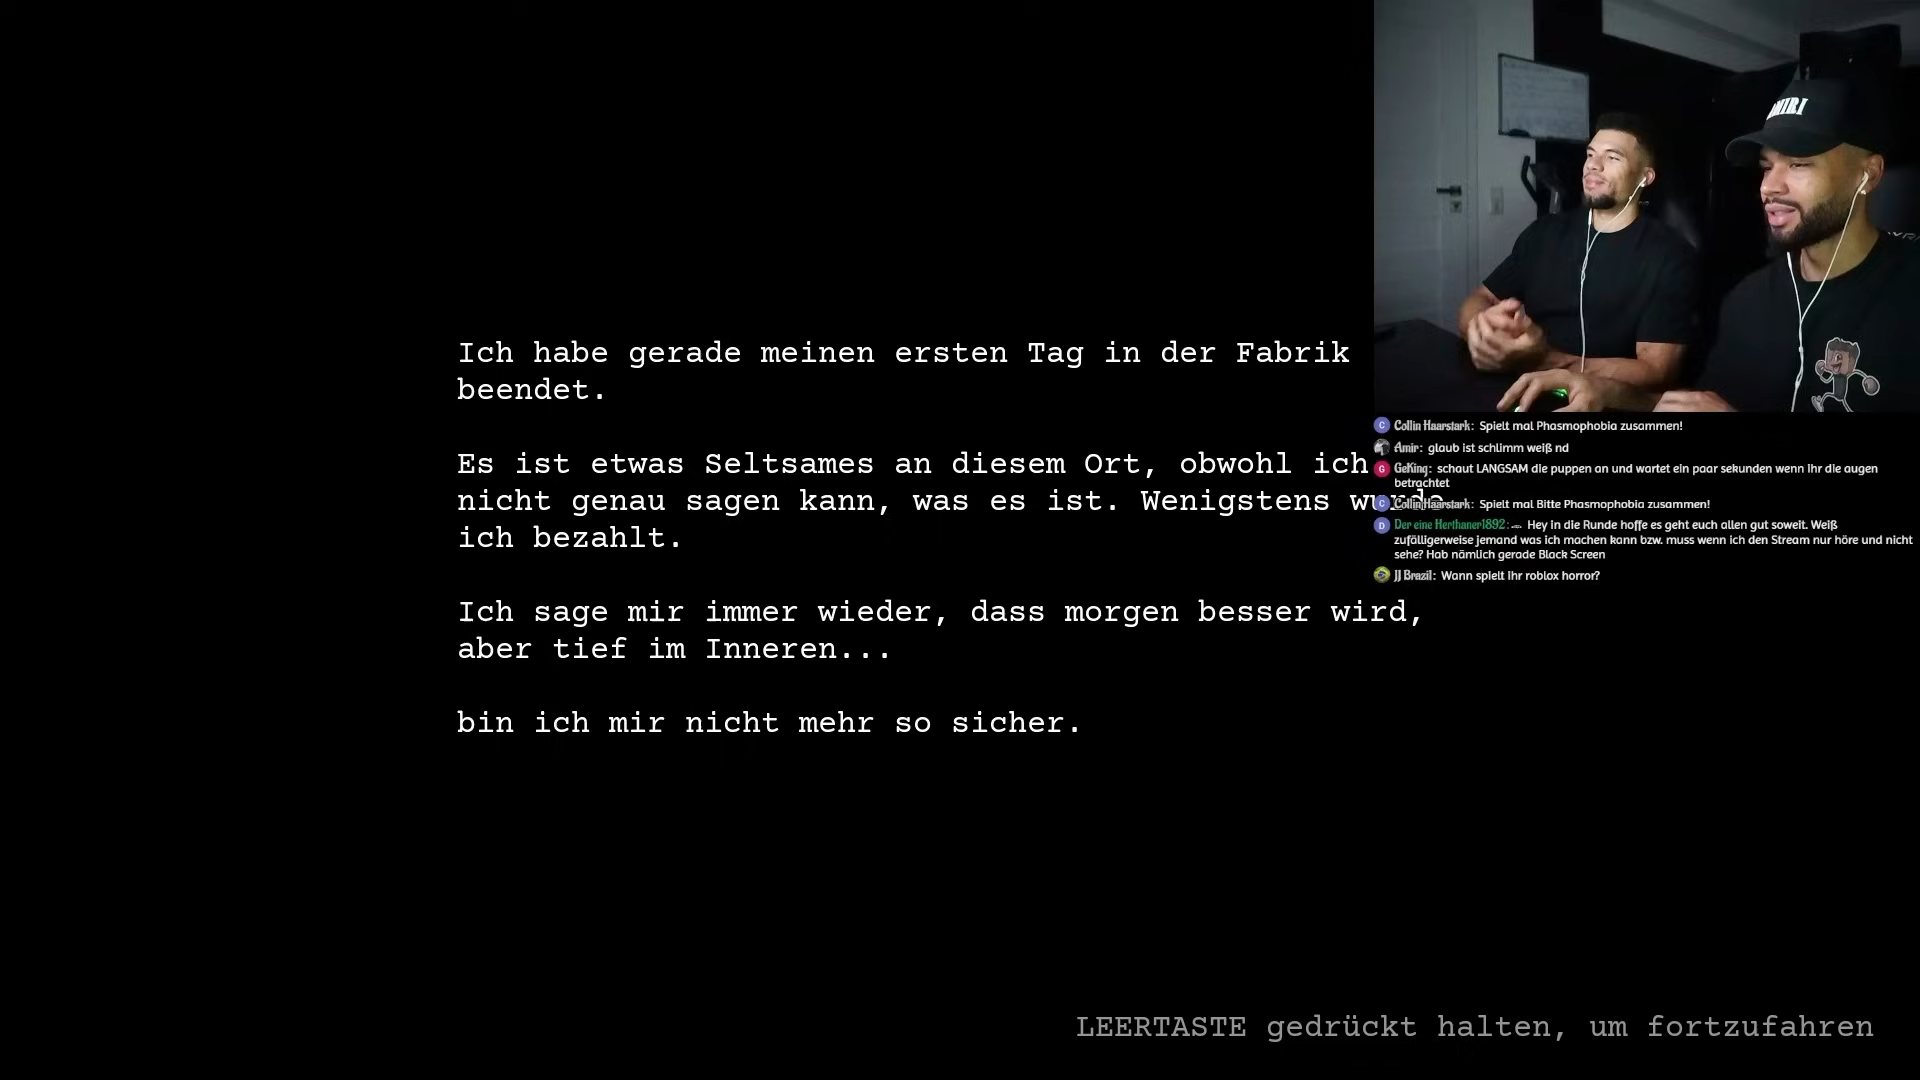 Ich habe gerade meinen ersten Tag in der Fabrik
beendet.
Es ist etwas Seltsames an diesem Ort, obwohl ich
nicht genau sagen kann, was es ist. Wenigstens wurde
ich bezahlt.
Ich sage mir immer wieder, dass morgen besser wird,
aber tief im Inneren...
bin ich mir nicht mehr so sicher.
LEERTASTE gedrückt halten, um fortzufahren
AMIRI
C Collin Haarstark: Spielt mal Phasmophobia zusammen!
Amir: glaub ist schlimm weiß nd
G GeKing: schaut LANGSAM die puppen an und wartet ein paar sekunden wenn ihr die augen
betrachtet
C Collin Haarstark: Spielt mal Bitte Phasmophobia zusammen!
D Der eine Herthaner1892: Hey in die Runde hoffe es geht euch allen gut soweit. Weiß
zufälligerweise jemand was ich machen kann bzw. muss wenn ich den Stream nur höre und nicht
sehe? Hab nämlich gerade Black Screen
JJ Brazil: Wann spielt ihr roblox horror?